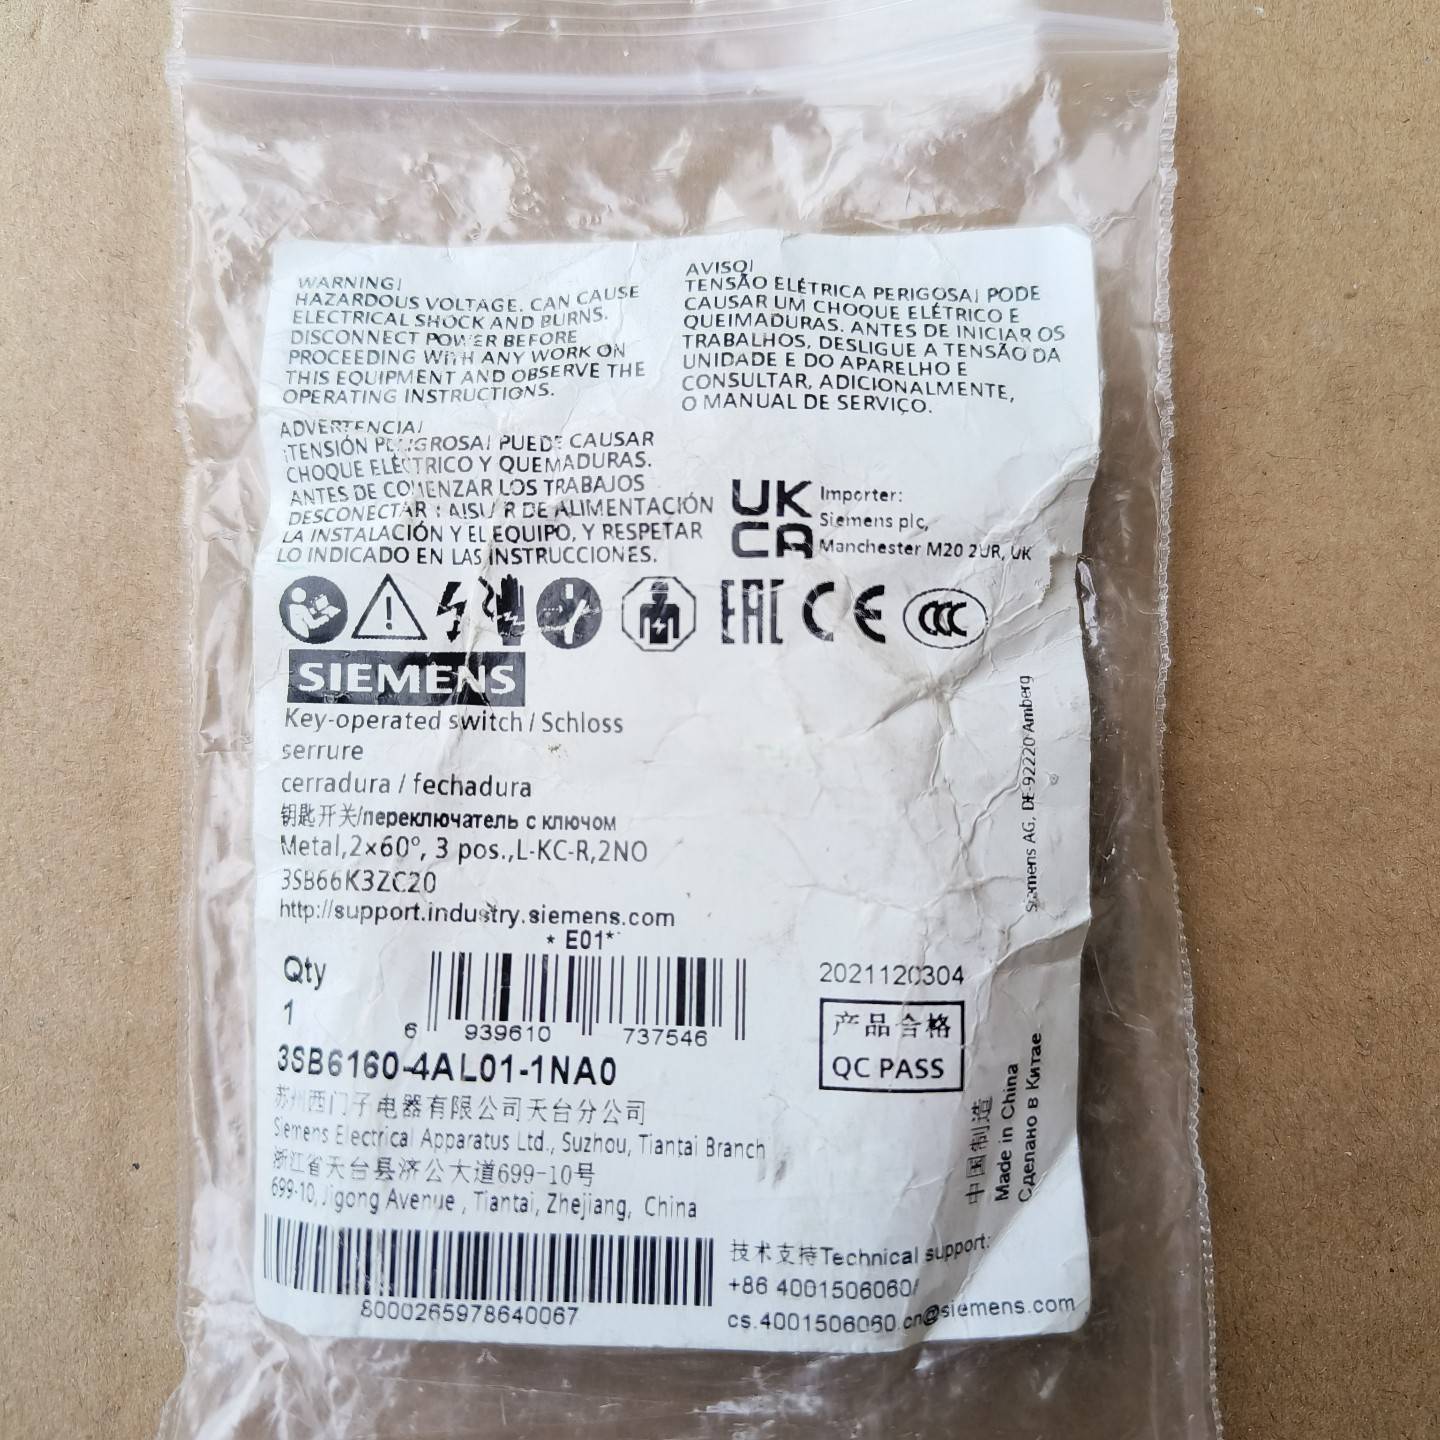 WARNING!
HAZARDOUS VOLTAGE. CAN CAUSE
ELECTRICAL SHOCK AND BURNS.
DISCONNECT POWER BEFORE
PROCEEDING WITH ANY WORK ON
THIS EQUIPMENT AND OBSERVE THE
OPERATING INSTRUCTIONS.
AVISO!
TENSÃO ELÉTRICA PERIGOSA! PODE
CAUSAR UM CHOQUE ELÉTRICO E
QUEIMADURAS. ANTES DE INICIAR OS
TRABALHOS, DESLIGUE A TENSÃO DA
UNIDADE E DO APARELHO E
CONSULTAR, ADICIONALMENTE,
O MANUAL DE SERVIÇO.
ADVERTENCIA!
¡TENSIÓN PELIGROSA! PUEDE CAUSAR
CHOQUE ELÉCTRICO Y QUEMADURAS.
ANTES DE COMENZAR LOS TRABAJOS
DESCONECTAR DE ALIMENTACIÓN
LA INSTALACIÓN Y EL EQUIPO, Y RESPETAR
LO INDICADO EN LAS INSTRUCCIONES.
UK
CA
Importer:
Siemens plc,
Manchester M20 2UR, UK
EAC CE CCC
SIEMENS
Key-operated switch / Schloss
serrure
cerradura / fechadura
钥匙开关/переключатель с ключом
Metal,2×60°, 3 pos.,L-KC-R,2NO
3SB66K3ZC20
http://support.industry.siemens.com
* E01*
Qty
1
6 939610 737546
3SB6160-4AL01-1NA0
苏州西门子电器有限公司天台分公司
Siemens Electrical Apparatus Ltd., Suzhou, Tiantai Branch
浙江省天台县济公大道699-10号
699-10, Jigong Avenue , Tiantai, Zhejiang, China
8000265978640067
2021120304
产品合格
QC PASS
Siemens AG, DE-92220 Amberg
中国制造
Made in China
Сделано в Китае
技术支持Technical support:
+86 4001506060/
cs.4001506060.cn@siemens.com